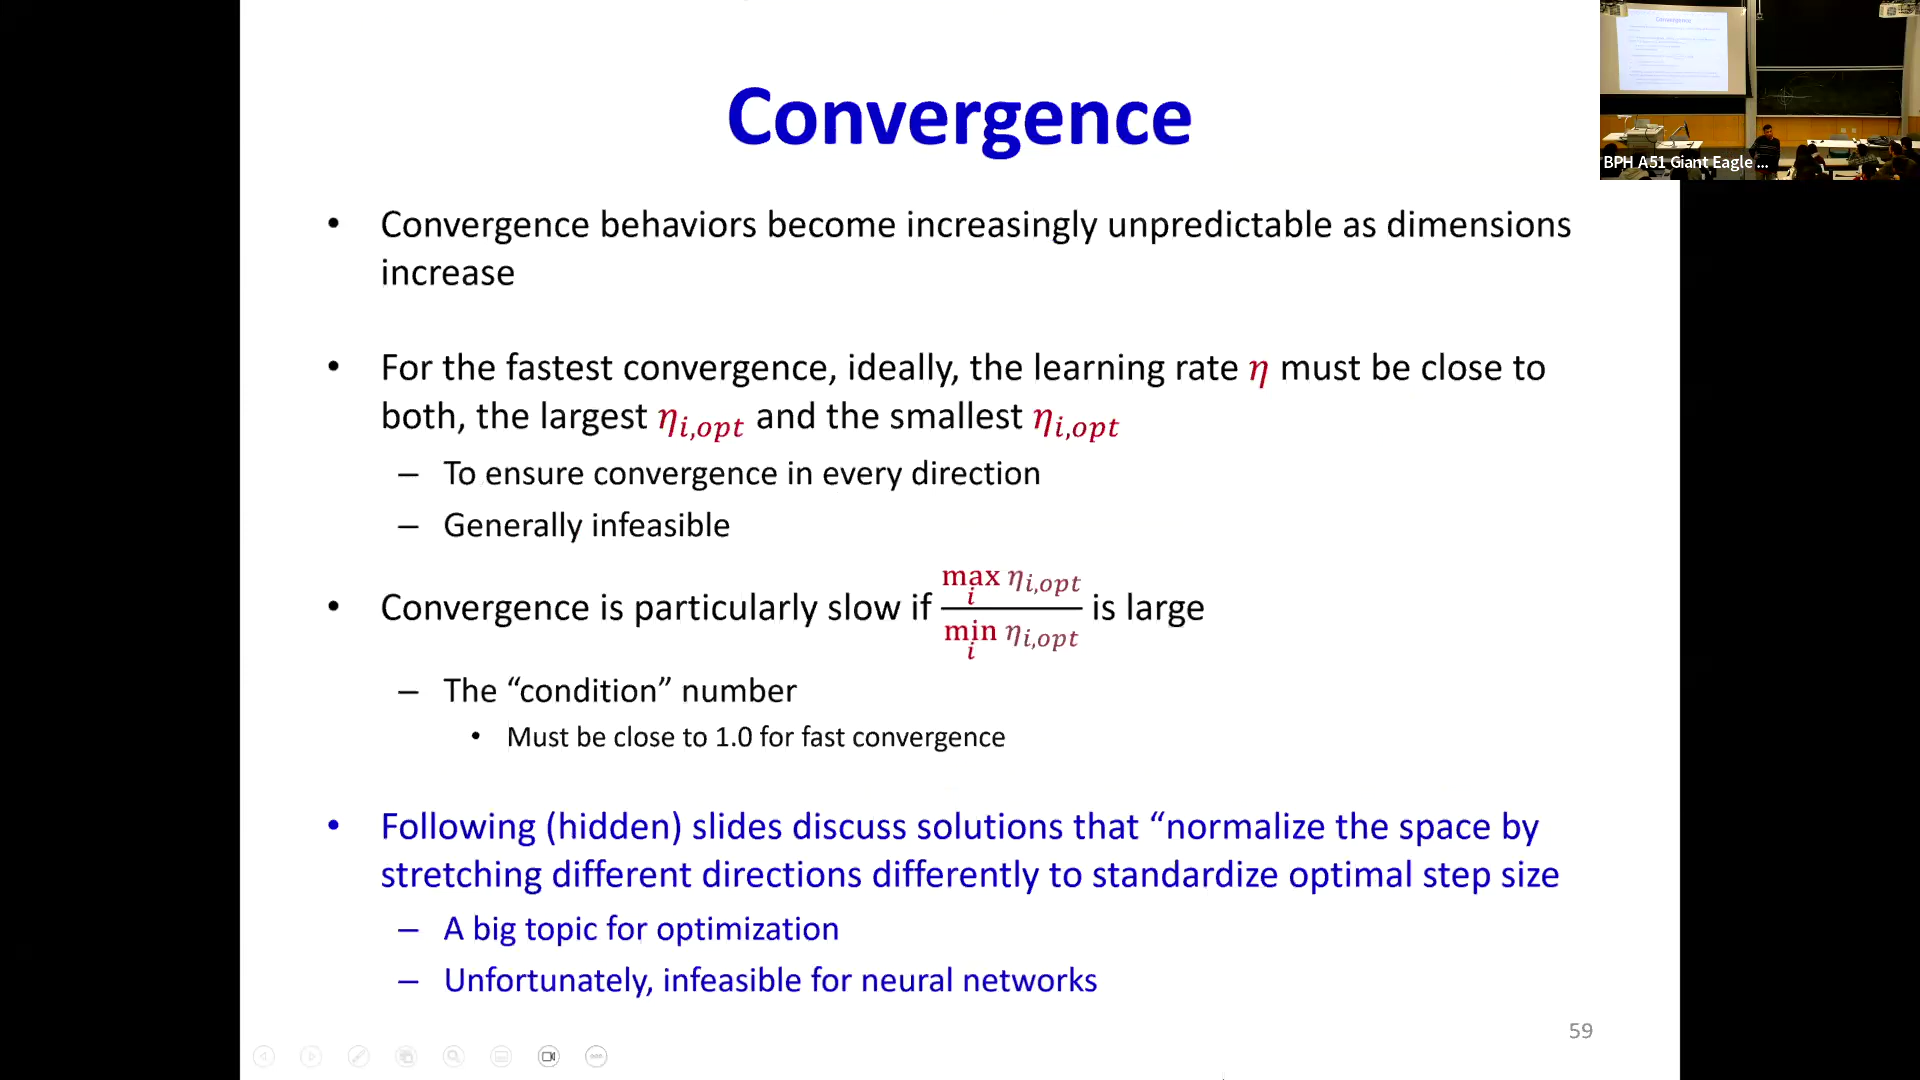 Convergence
BPH A51 Giant Eagle ...
• Convergence behaviors become increasingly unpredictable as dimensions
increase
• For the fastest convergence, ideally, the learning rate η must be close to
both, the largest η_{i,opt} and the smallest η_{i,opt}
– To ensure convergence in every direction
– Generally infeasible
• Convergence is particularly slow if \frac{\max_i η_{i,opt}}{\min_i η_{i,opt}} is large
– The “condition” number
• Must be close to 1.0 for fast convergence
• Following (hidden) slides discuss solutions that “normalize the space by
stretching different directions differently to standardize optimal step size
– A big topic for optimization
– Unfortunately, infeasible for neural networks
59